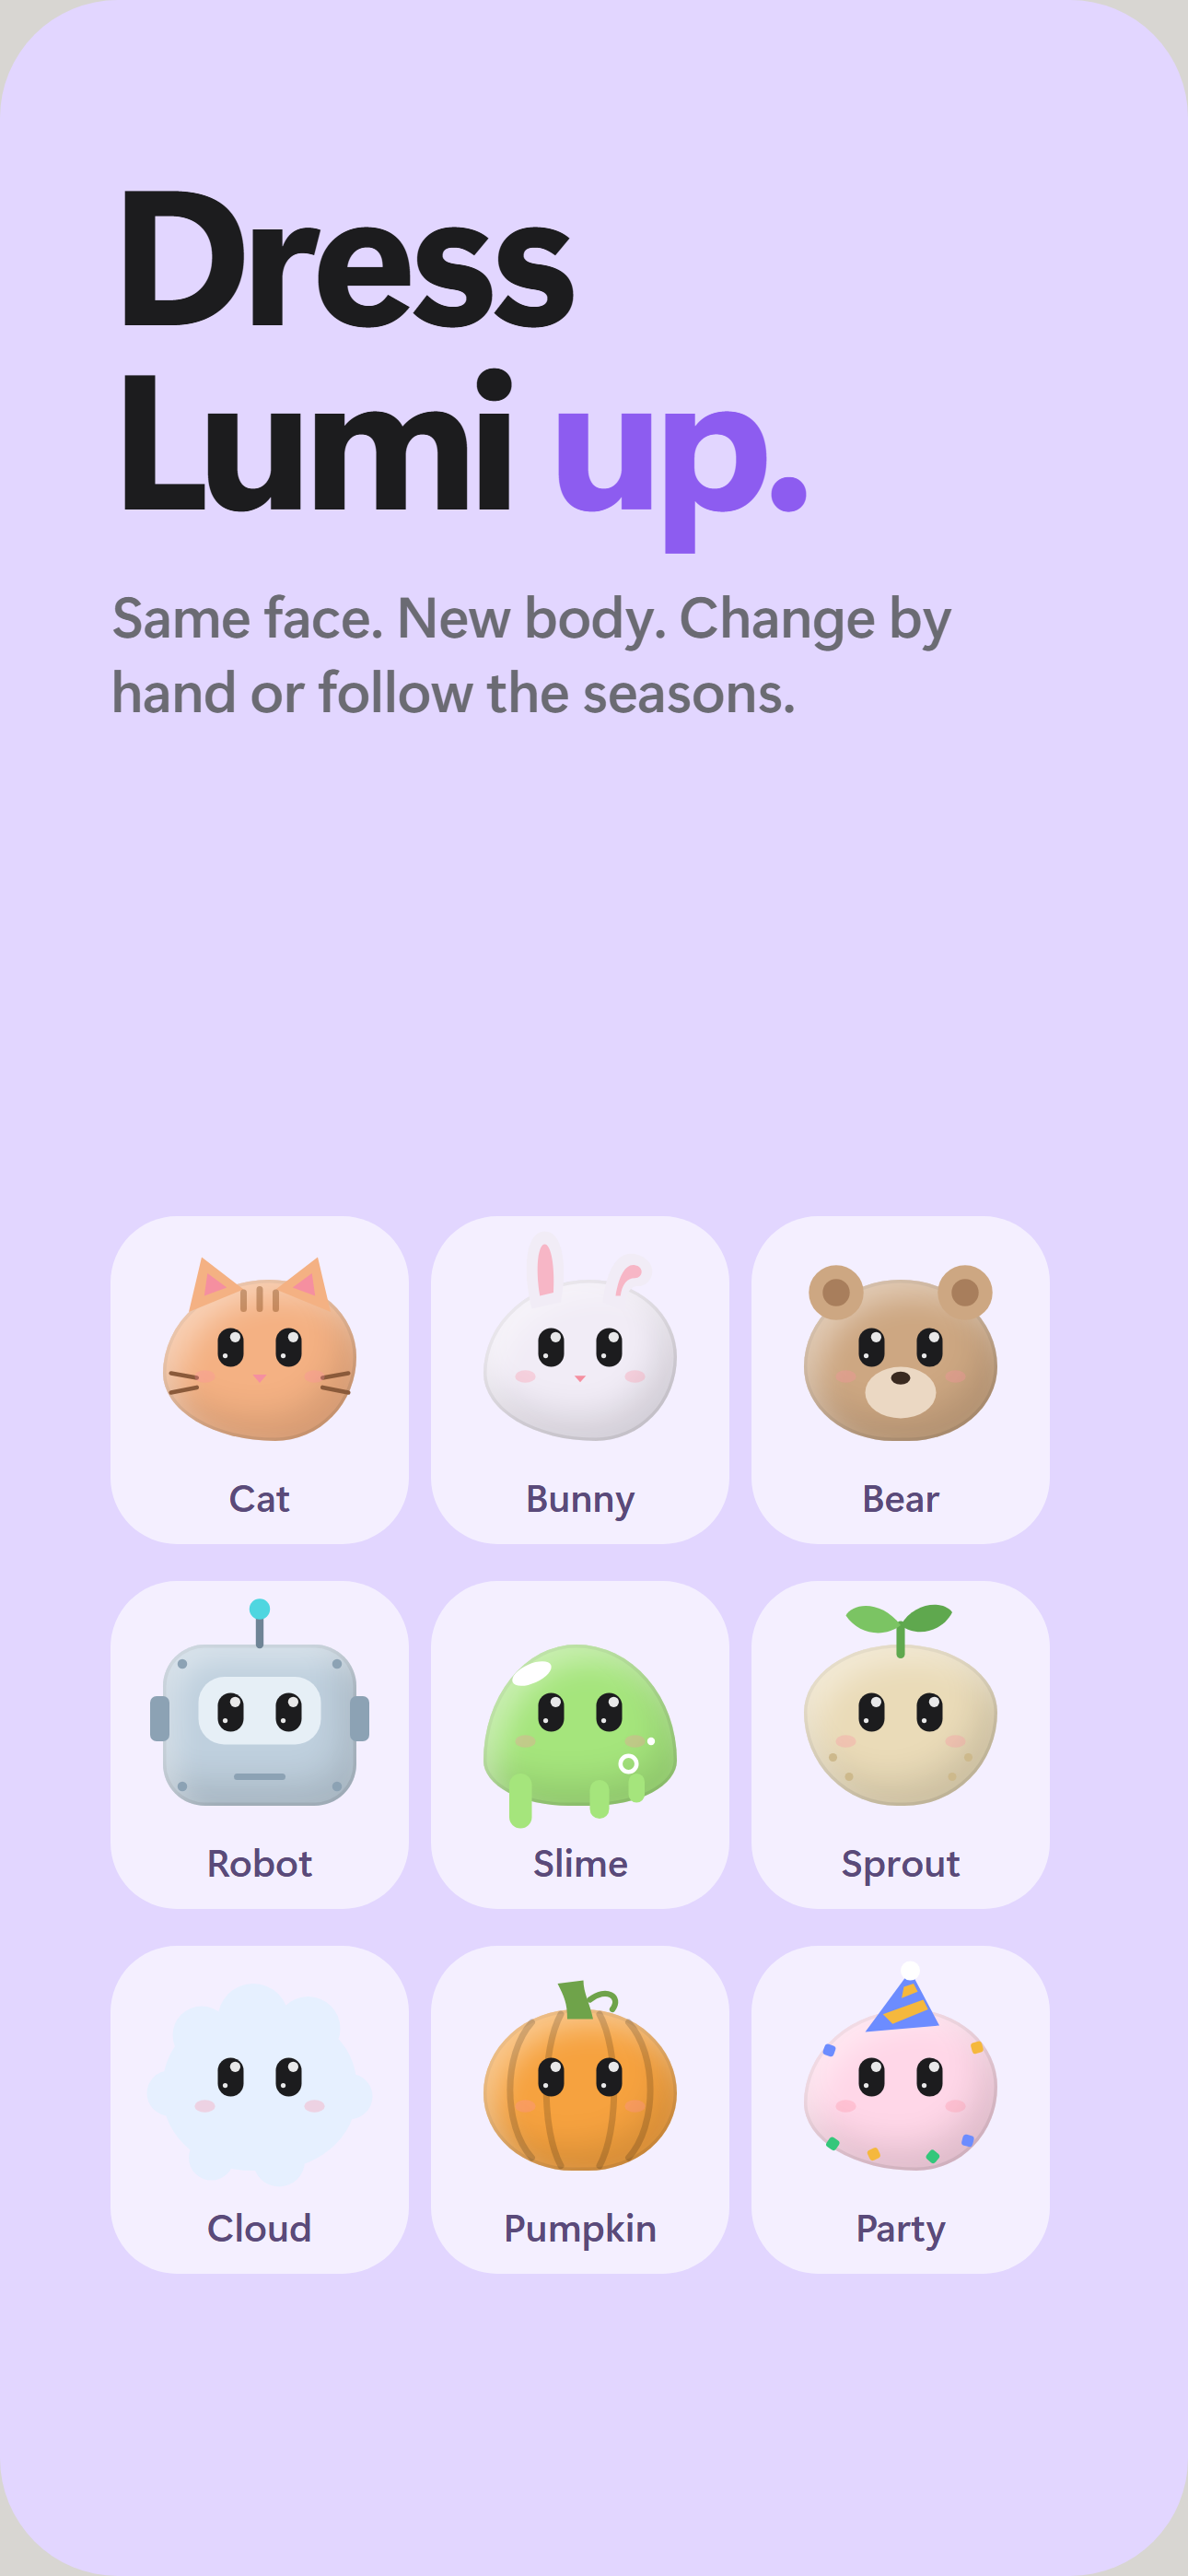 Dress
Lumi up.
Same face. New body. Change by
hand or follow the seasons.
Cat
Bunny
Bear
Robot
Slime
Sprout
Cloud
Pumpkin
Party